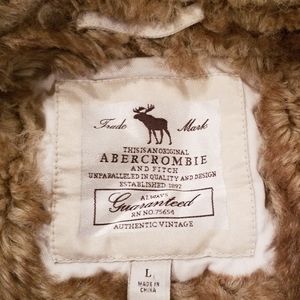 Trade Mark
THIS IS AN ORIGINAL
ABERCROMBIE
AND FITCH
UNPARALLELED IN QUALITY AND DESIGN
ESTABLISHED 1892
ALWAYS
Guaranteed
RN NO. 75654
AUTHENTIC VINTAGE
L
MADE IN
CHINA